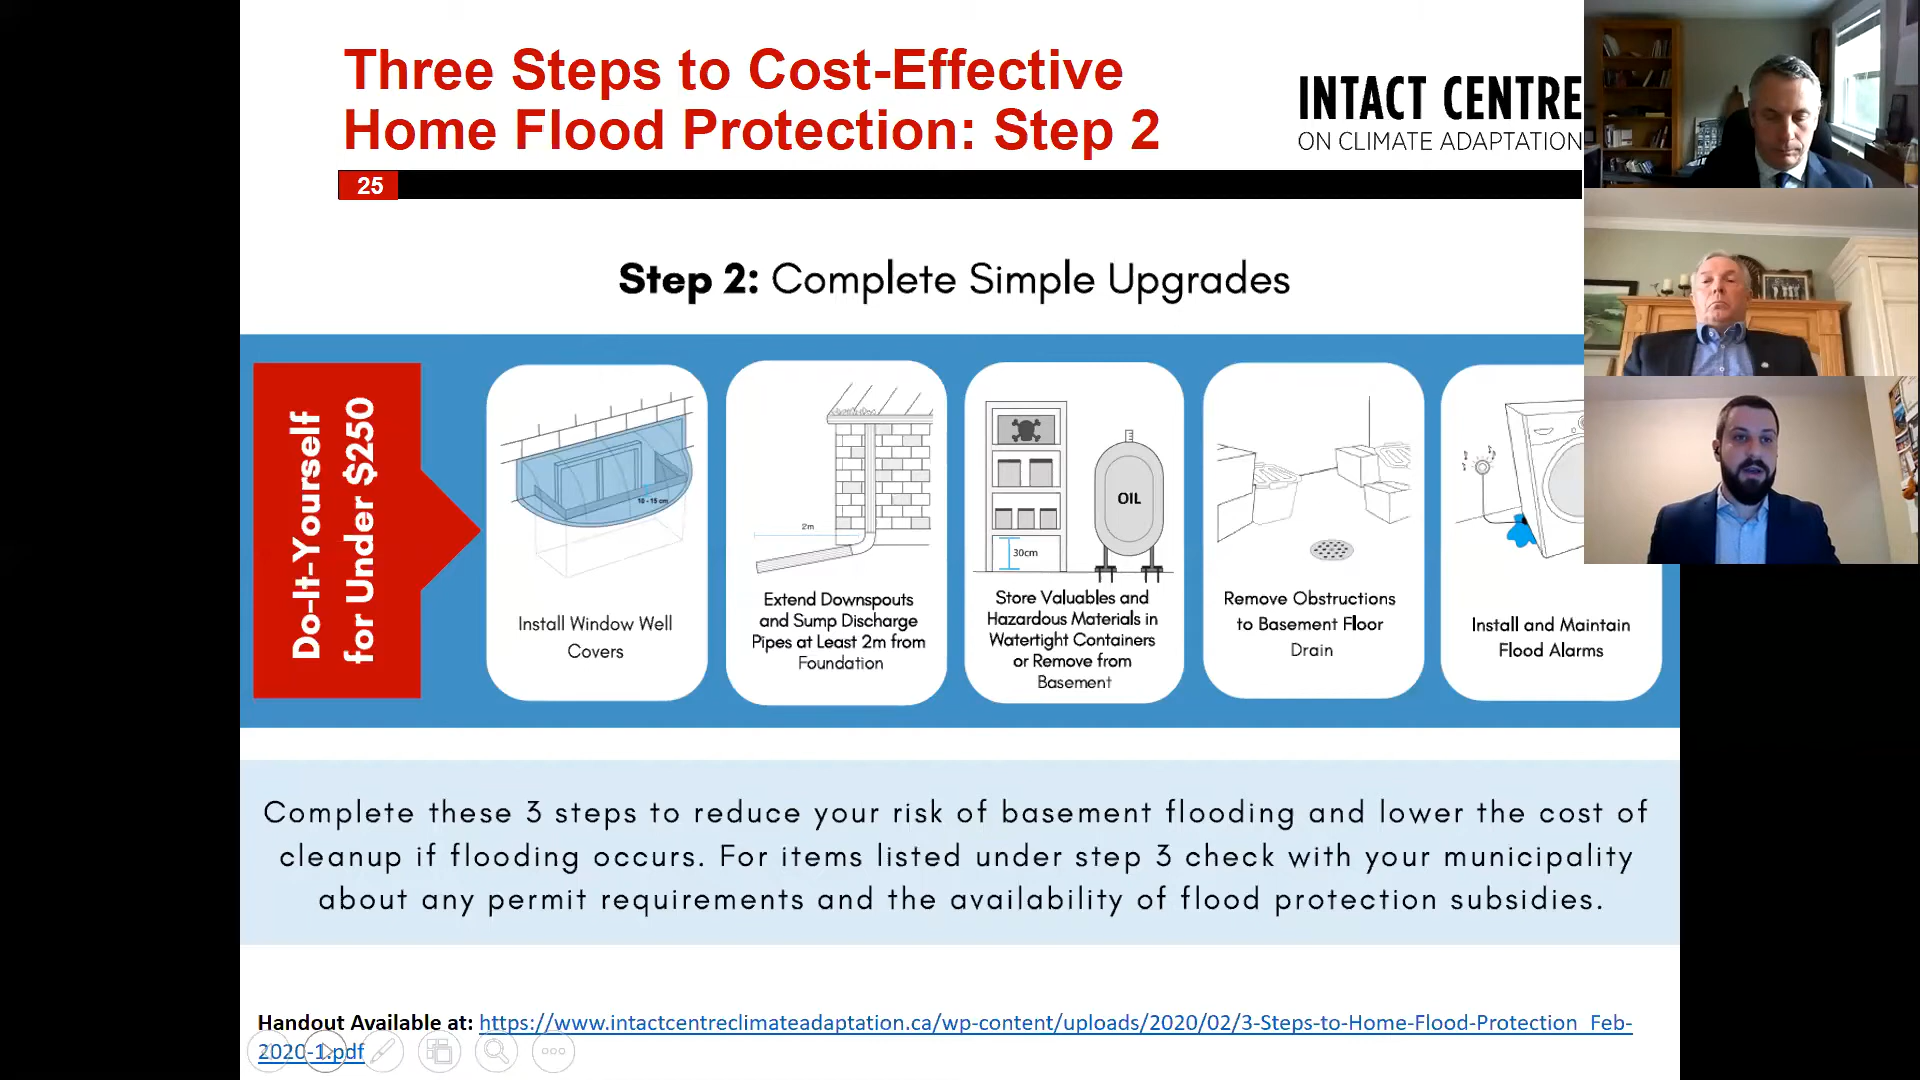 Three Steps to Cost-Effective
Home Flood Protection: Step 2
INTACT CENTRE
ON CLIMATE ADAPTATION
25
Step 2: Complete Simple Upgrades
Do-It-Yourself
for Under $250
10 - 15 cm
Install Window Well
Covers
2m
Extend Downspouts
and Sump Discharge
Pipes at Least 2m from
Foundation
OIL
30cm
Store Valuables and
Hazardous Materials in
Watertight Containers
or Remove from
Basement
Remove Obstructions
to Basement Floor
Drain
Install and Maintain
Flood Alarms
Complete these 3 steps to reduce your risk of basement flooding and lower the cost of
cleanup if flooding occurs. For items listed under step 3 check with your municipality
about any permit requirements and the availability of flood protection subsidies.
Handout Available at: https://www.intactcentreclimateadaptation.ca/wp-content/uploads/2020/02/3-Steps-to-Home-Flood-Protection_Feb-
2020-1.pdf